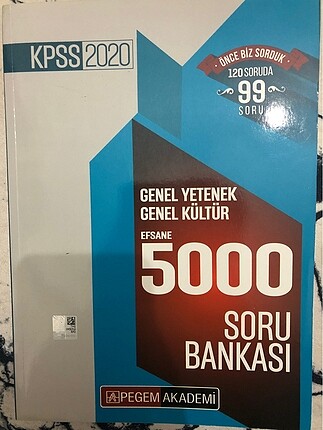 KPSS 2020
ÖNCE BİZ SORDUK
120 SORUDA
99
SORU
GENEL YETENEK
GENEL KÜLTÜR
EFSANE
5000
SORU
BANKASI
PEGEM AKADEMİ